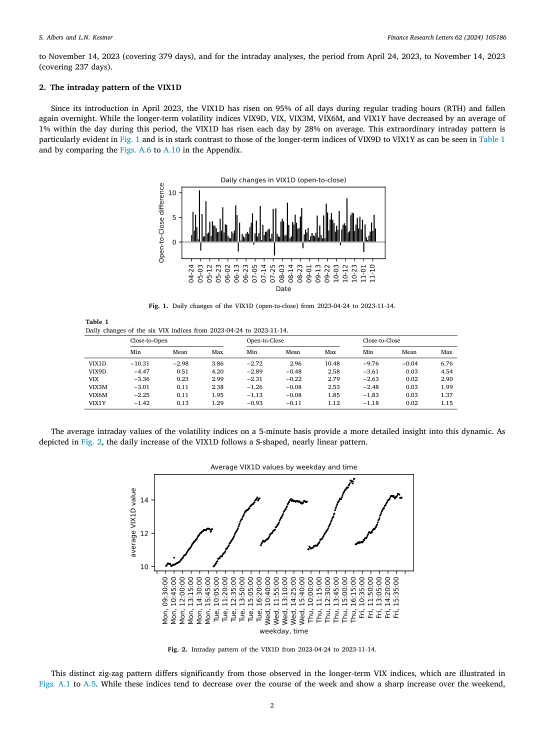 S. Albers and L.N. Kestner
Finance Research Letters 62 (2024) 105186
to November 14, 2023 (covering 379 days), and for the intraday analyses, the period from April 24, 2023, to November 14, 2023
(covering 237 days).
2. The intraday pattern of the VIX1D
Since its introduction in April 2023, the VIX1D has risen on 95% of all days during regular trading hours (RTH) and fallen
again overnight. While the longer-term volatility indices VIX9D, VIX, VIX3M, VIX6M, and VIX1Y have decreased by an average of
1% within the day during this period, the VIX1D has risen each day by 28% on average. This extraordinary intraday pattern is
particularly evident in Fig. 1 and is in stark contrast to those of the longer-term indices of VIX9D to VIX1Y as can be seen in Table 1
and by comparing the Figs. A.6 to A.10 in the Appendix.
Daily changes in VIX1D (open-to-close)
Open-to-Close difference
10
5
0
04-24
05-03
05-12
05-23
06-02
06-13
06-23
07-05
07-14
07-25
08-03
08-14
08-23
09-01
09-13
09-22
10-03
10-12
10-23
11-01
11-10
Date
Fig. 1. Daily changes of the VIX1D (open-to-close) from 2023-04-24 to 2023-11-14.
Table 1
Daily changes of the six VIX indices from 2023-04-24 to 2023-11-14.
Close-to-Open Open-to-Close Close-to-Close
Min Mean Max Min Mean Max Min Mean Max
VIX1D −10.31 −2.98 3.86 −2.72 2.96 10.48 −9.76 −0.04 6.76
VIX9D −4.47 0.51 4.20 −2.89 −0.48 2.58 −3.61 0.03 4.54
VIX −3.36 0.23 2.99 −2.31 −0.22 2.79 −2.63 0.02 2.90
VIX3M −3.01 0.11 2.38 −1.26 −0.08 2.53 −2.48 0.03 1.99
VIX6M −2.25 0.11 1.95 −1.13 −0.08 1.85 −1.83 0.03 1.37
VIX1Y −1.42 0.13 1.29 −0.93 −0.11 1.12 −1.18 0.02 1.15
The average intraday values of the volatility indices on a 5-minute basis provide a more detailed insight into this dynamic. As
depicted in Fig. 2, the daily increase of the VIX1D follows a S-shaped, nearly linear pattern.
Average VIX1D values by weekday and time
average VIX1D value
14
12
10
Mon, 09:30:00
Mon, 10:45:00
Mon, 12:00:00
Mon, 13:15:00
Mon, 14:30:00
Mon, 15:45:00
Tue, 10:05:00
Tue, 11:20:00
Tue, 12:35:00
Tue, 13:50:00
Tue, 15:05:00
Tue, 16:20:00
Wed, 10:40:00
Wed, 11:55:00
Wed, 13:10:00
Wed, 14:25:00
Wed, 15:40:00
Thu, 10:00:00
Thu, 11:15:00
Thu, 12:30:00
Thu, 13:45:00
Thu, 15:00:00
Thu, 16:15:00
Fri, 10:35:00
Fri, 11:50:00
Fri, 13:05:00
Fri, 14:20:00
Fri, 15:35:00
weekday, time
Fig. 2. Intraday pattern of the VIX1D from 2023-04-24 to 2023-11-14.
This distinct zig-zag pattern differs significantly from those observed in the longer-term VIX indices, which are illustrated in
Figs. A.1 to A.5. While these indices tend to decrease over the course of the week and show a sharp increase over the weekend,
2